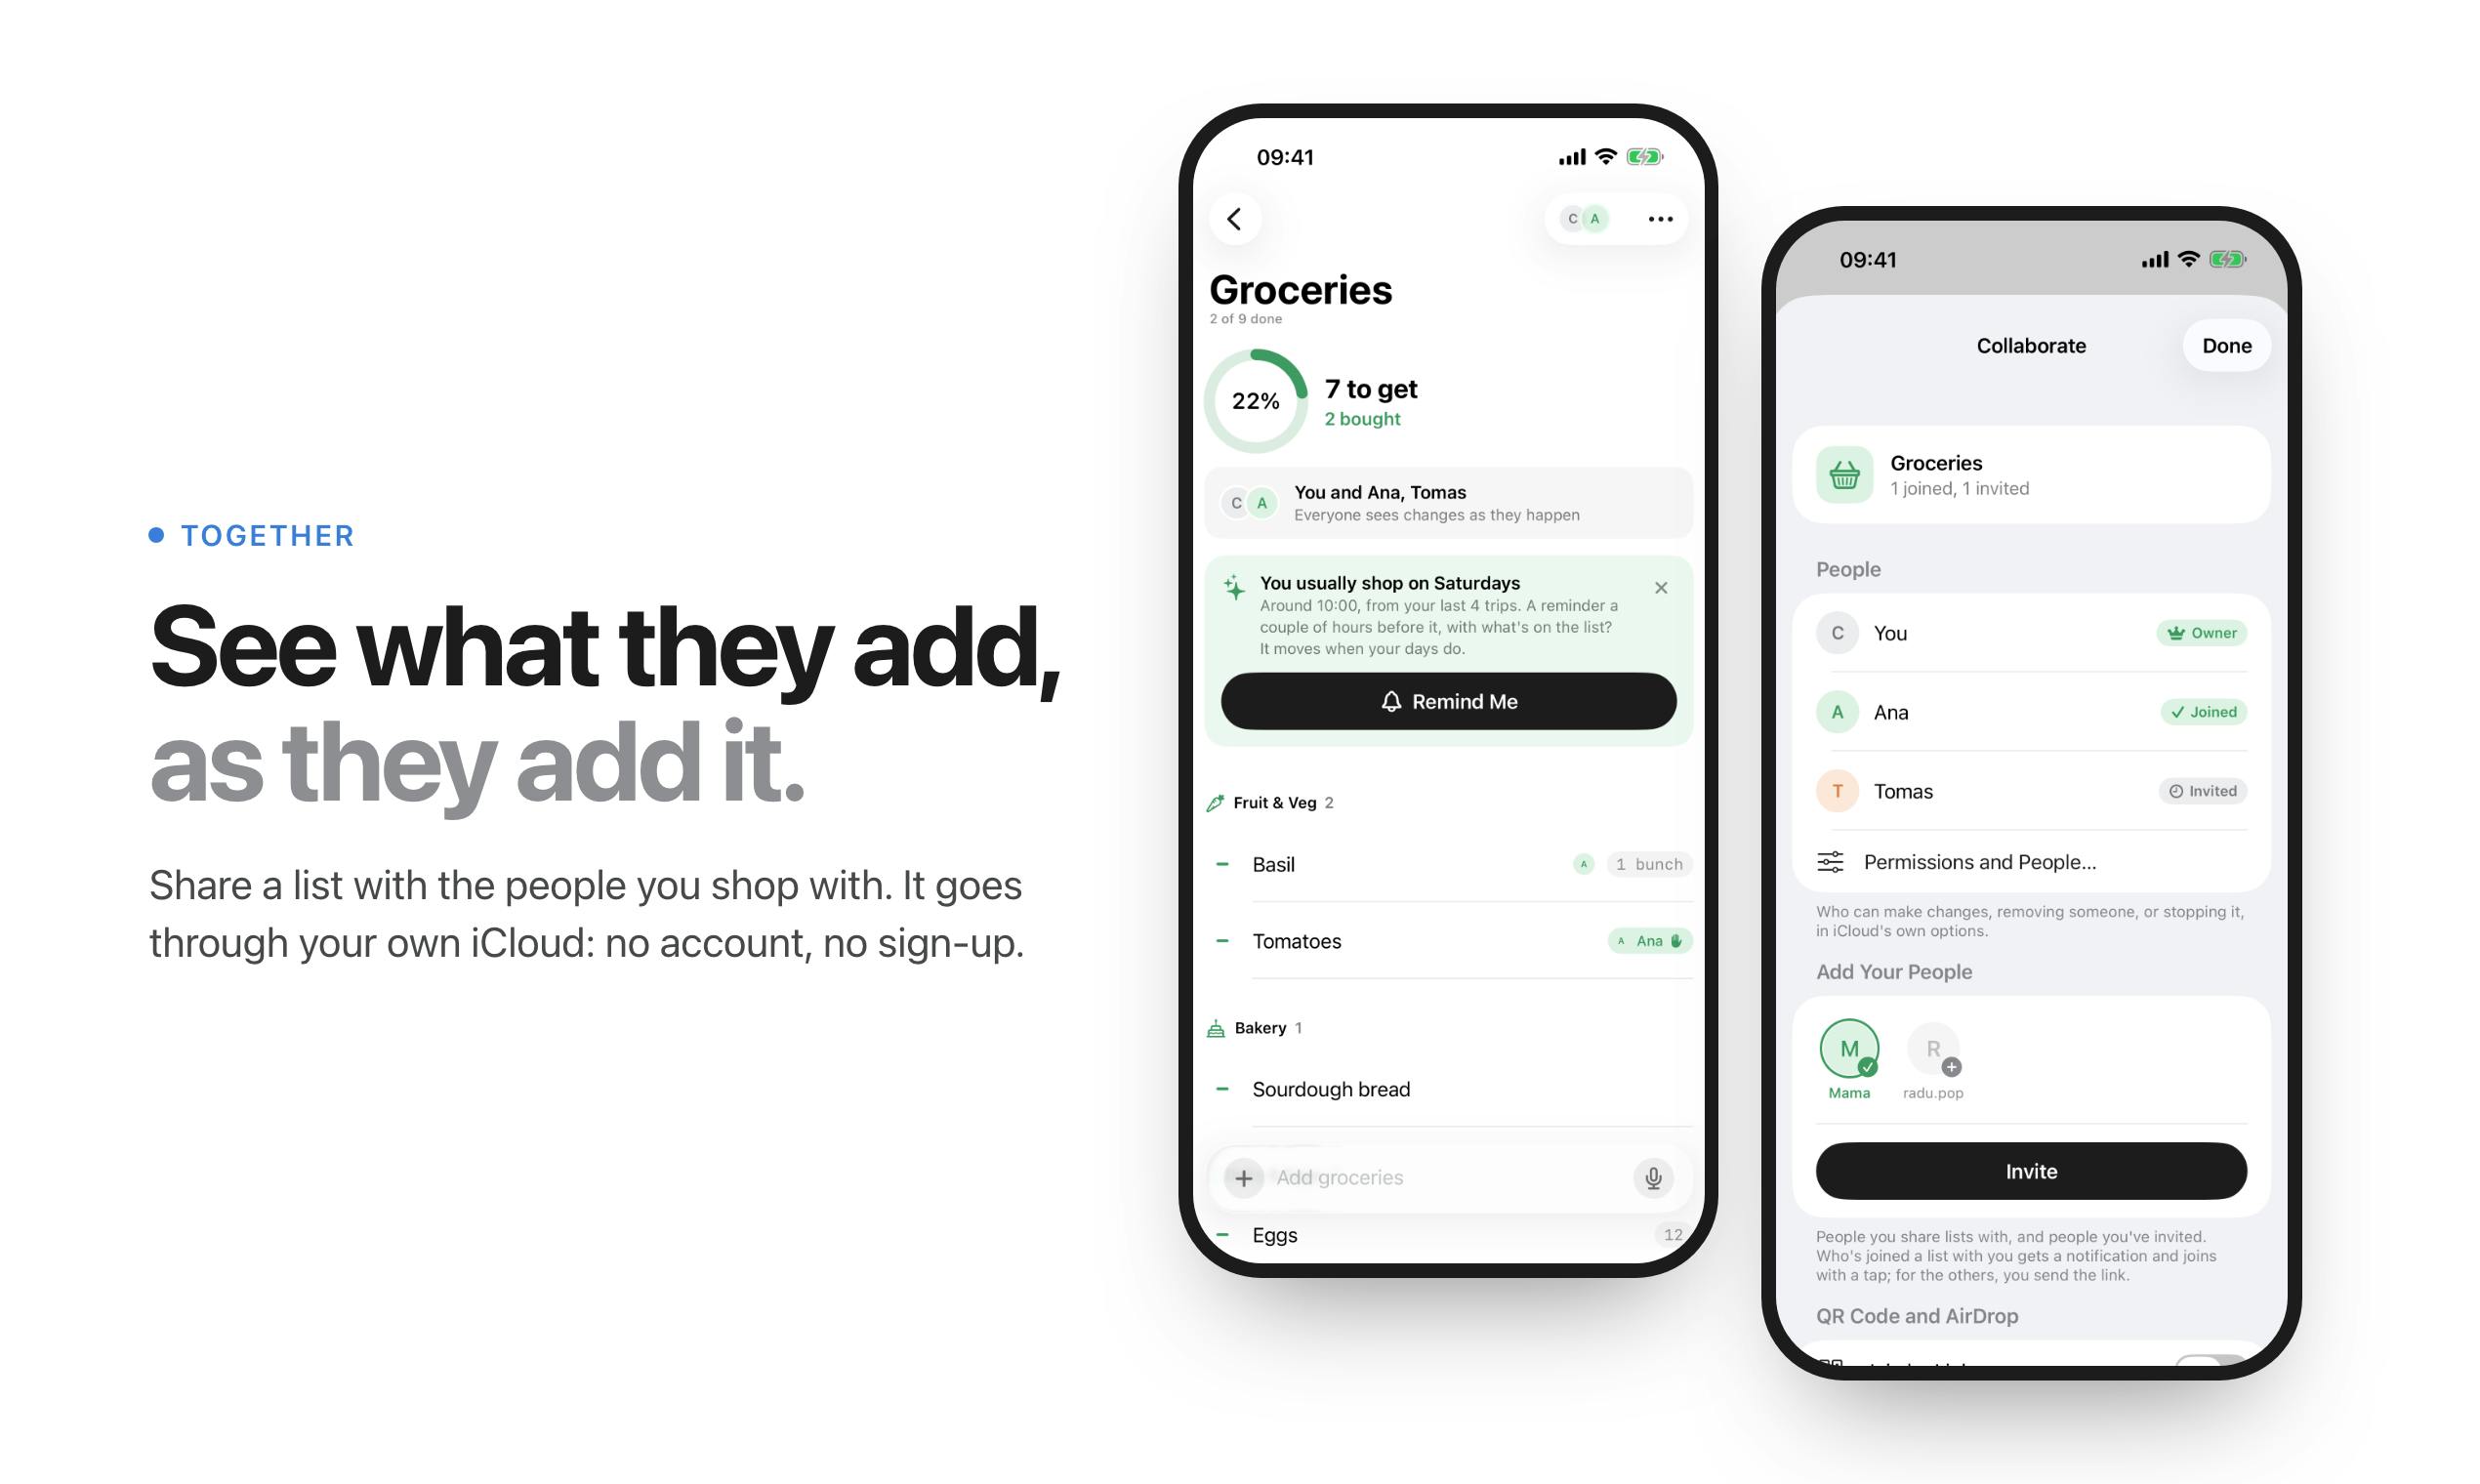 TOGETHER
See what they add,
as they add it.
Share a list with the people you shop with. It goes
through your own iCloud: no account, no sign-up.
09:41
C A
Groceries
2 of 9 done
22%
7 to get
2 bought
C A
You and Ana, Tomas
Everyone sees changes as they happen
You usually shop on Saturdays
Around 10:00, from your last 4 trips. A reminder a
couple of hours before it, with what's on the list?
It moves when your days do.
Remind Me
Fruit & Veg 2
Basil A 1 bunch
Tomatoes A Ana
Bakery 1
Sourdough bread
Add groceries
Eggs 12
09:41
Collaborate
Done
Groceries
1 joined, 1 invited
People
C You Owner
A Ana Joined
T Tomas Invited
Permissions and People...
Who can make changes, removing someone, or stopping it,
in iCloud's own options.
Add Your People
M R
Mama radu.pop
Invite
People you share lists with, and people you've invited.
Who's joined a list with you gets a notification and joins
with a tap; for the others, you send the link.
QR Code and AirDrop